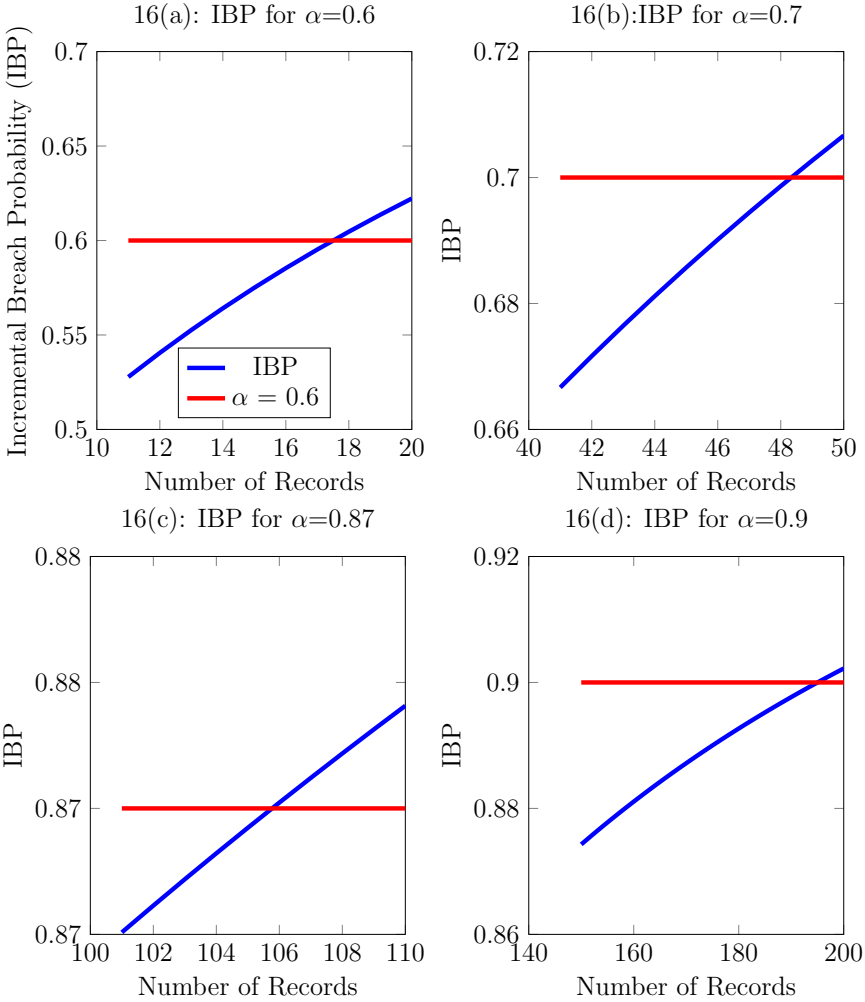 16(a): IBP for α=0.6
Incremental Breach Probability (IBP)
0.7
0.65
0.6
0.55
0.5
10 12 14 16 18 20
Number of Records
IBP
α = 0.6
16(b):IBP for α=0.7
IBP
0.72
0.7
0.68
0.66
40 42 44 46 48 50
Number of Records
16(c): IBP for α=0.87
IBP
0.88
0.88
0.87
0.87
100 102 104 106 108 110
Number of Records
16(d): IBP for α=0.9
IBP
0.92
0.9
0.88
0.86
140 160 180 200
Number of Records